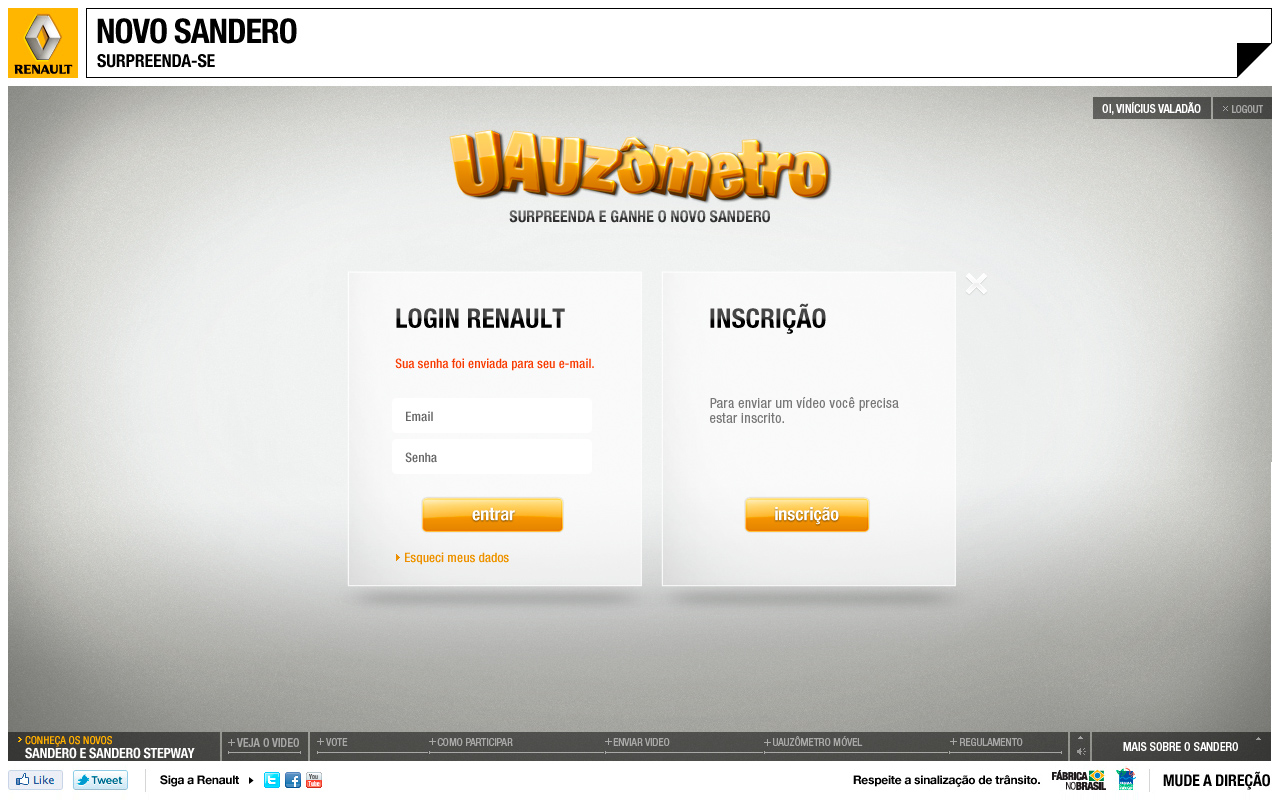 RENAULT
NOVO SANDERO
SURPREENDA-SE
OI, VINÍCIUS VALADÃO
LOGOUT
UAUzômetro
SURPREENDA E GANHE O NOVO SANDERO
LOGIN RENAULT
Sua senha foi enviada para seu e-mail.
Email
Senha
entrar
Esqueci meus dados
INSCRIÇÃO
Para enviar um vídeo você precisa
estar inscrito.
inscrição
CONHEÇA OS NOVOS
SANDERO E SANDERO STEPWAY
+ VEJA O VIDEO
+ VOTE
+ COMO PARTICIPAR
+ ENVIAR VIDEO
+ UAUZÔMETRO MÓVEL
+ REGULAMENTO
MAIS SOBRE O SANDERO
Like
Tweet
Siga a Renault
You
Tube
Respeite a sinalização de trânsito.
FÁBRICA
NO BRASIL
MUDE A DIREÇÃO